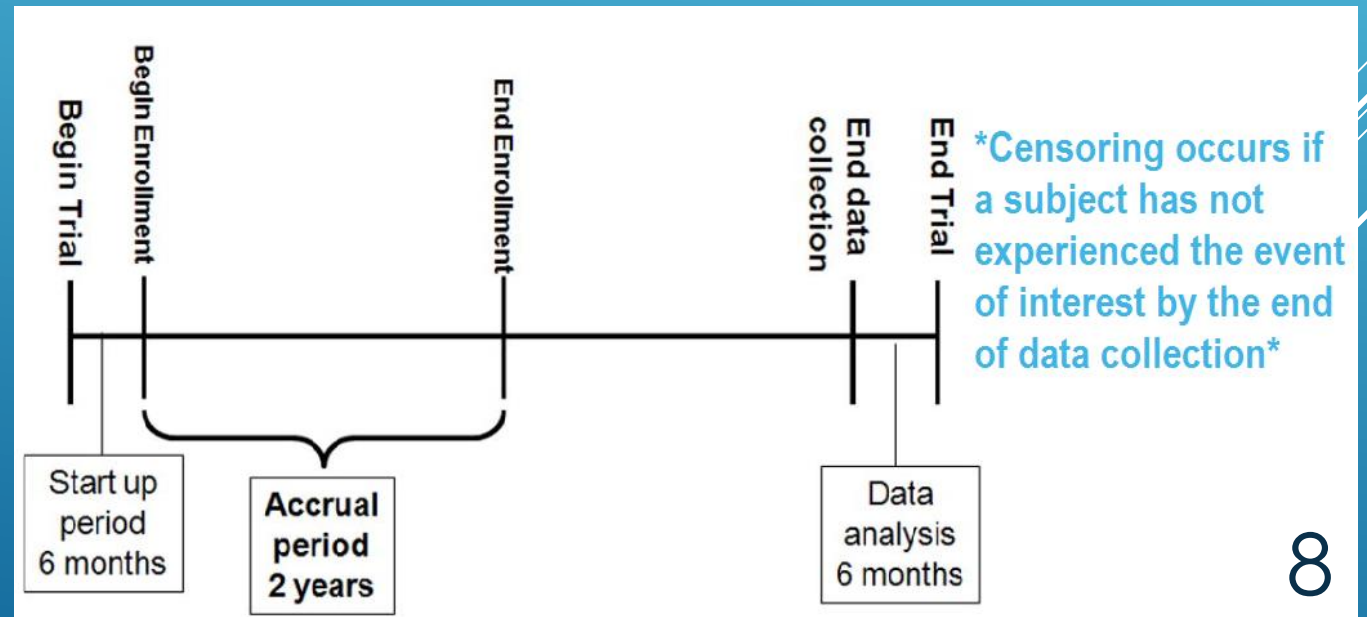 Begin Trial
Begin Enrollment
End Enrollment
End data
collection
End Trial
*Censoring occurs if
a subject has not
experienced the event
of interest by the end
of data collection*
Start up
period
6 months
Accrual
period
2 years
Data
analysis
6 months
8